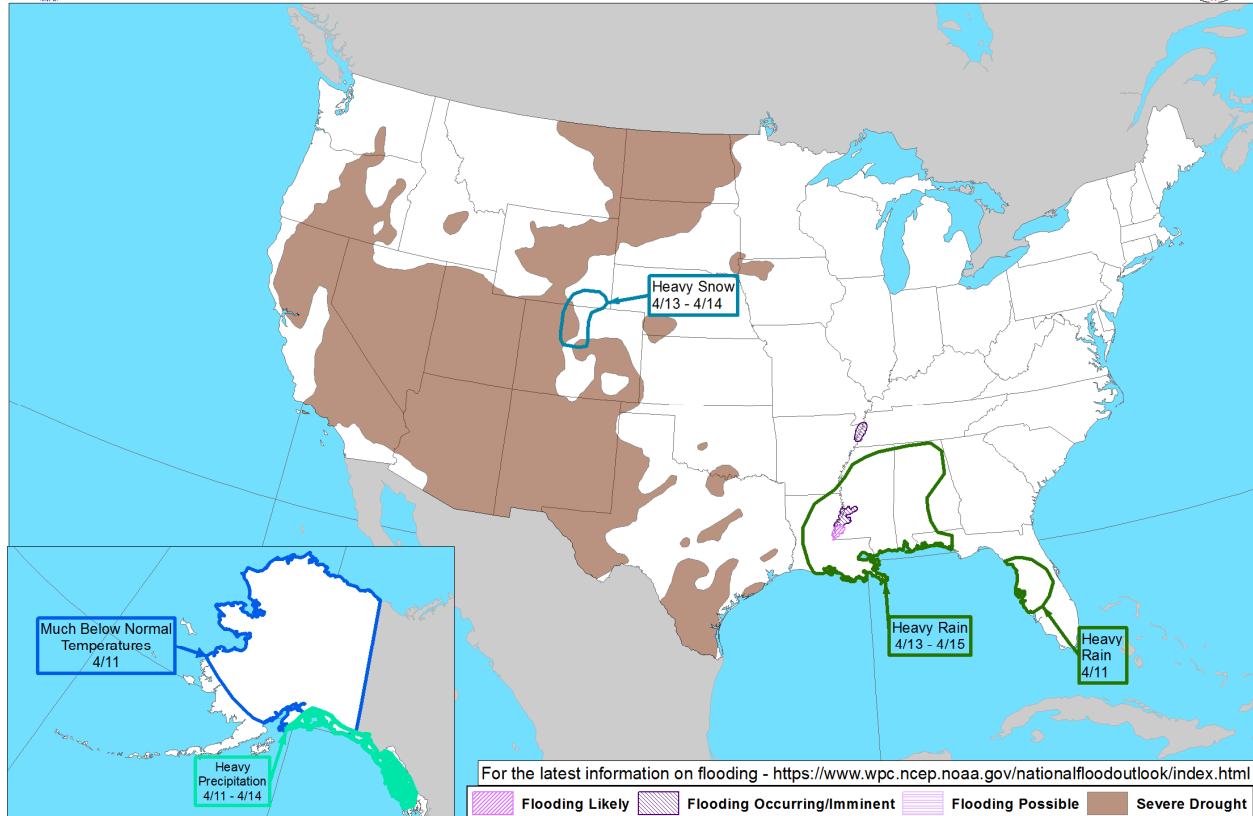 Heavy Snow
4/13 - 4/14
Much Below Normal
Temperatures
4/11
Heavy Rain
4/13 - 4/15
Heavy
Rain
4/11
Heavy
Precipitation
4/11 - 4/14
For the latest information on flooding - https://www.wpc.ncep.noaa.gov/nationalfloodoutlook/index.html
Flooding Likely Flooding Occurring/Imminent Flooding Possible Severe Drought